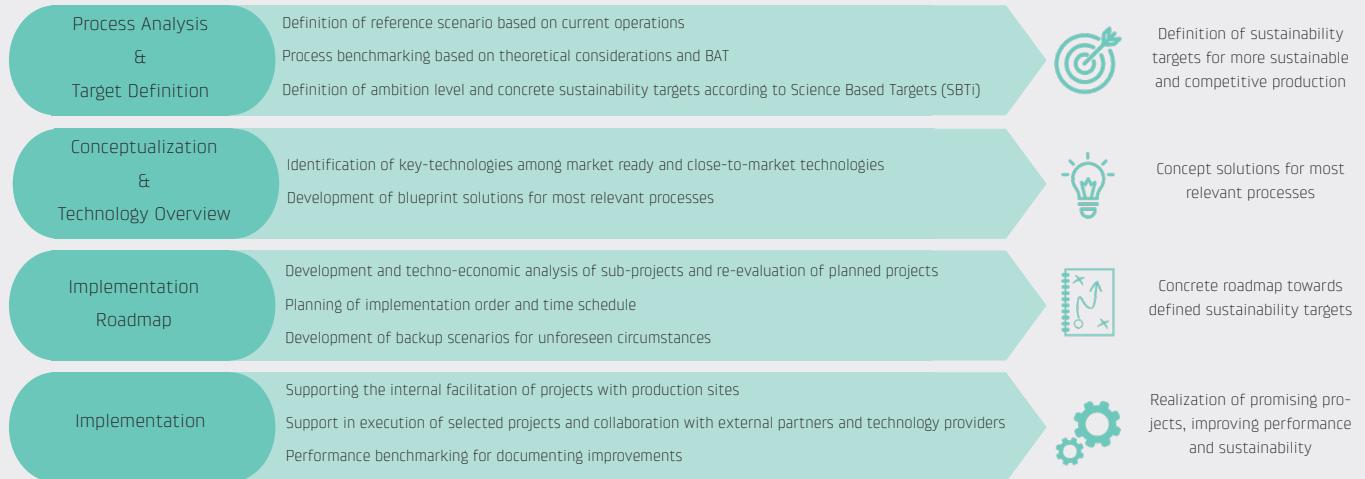 Process Analysis
&
Target Definition
Definition of reference scenario based on current operations
Process benchmarking based on theoretical considerations and BAT
Definition of ambition level and concrete sustainability targets according to Science Based Targets (SBTi)
Definition of sustainability
targets for more sustainable
and competitive production
Conceptualization
&
Technology Overview
Identification of key-technologies among market ready and close-to-market technologies
Development of blueprint solutions for most relevant processes
Concept solutions for most
relevant processes
Implementation
Roadmap
Development and techno-economic analysis of sub-projects and re-evaluation of planned projects
Planning of implementation order and time schedule
Development of backup scenarios for unforeseen circumstances
Concrete roadmap towards
defined sustainability targets
Implementation
Supporting the internal facilitation of projects with production sites
Support in execution of selected projects and collaboration with external partners and technology providers
Performance benchmarking for documenting improvements
Realization of promising pro-
jects, improving performance
and sustainability